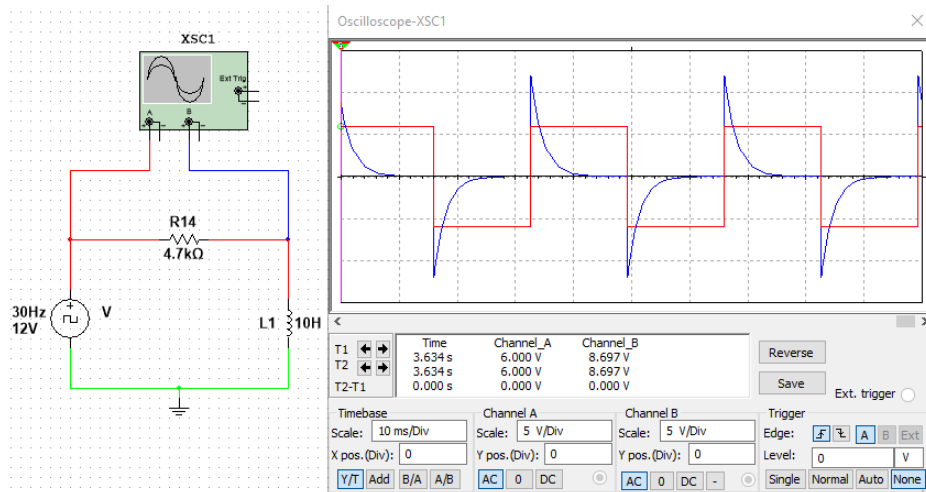 XSC1
Ext Trig
+
-
A
B
+ - + -
R14
4.7kΩ
30Hz
12V
+
V
L1
10H
Oscilloscope-XSC1
Time Channel_A Channel_B
T1 3.634 s 6.000 V 8.697 V
T2 3.634 s 6.000 V 8.697 V
T2-T1 0.000 s 0.000 V 0.000 V
Reverse
Save
Ext. trigger
Timebase
Scale: 10 ms/Div
X pos.(Div): 0
Y/T Add B/A A/B
Channel A
Scale: 5 V/Div
Y pos.(Div): 0
AC 0 DC
Channel B
Scale: 5 V/Div
Y pos.(Div): 0
AC 0 DC -
Trigger
Edge: A B Ext
Level: 0 V
Single Normal Auto None